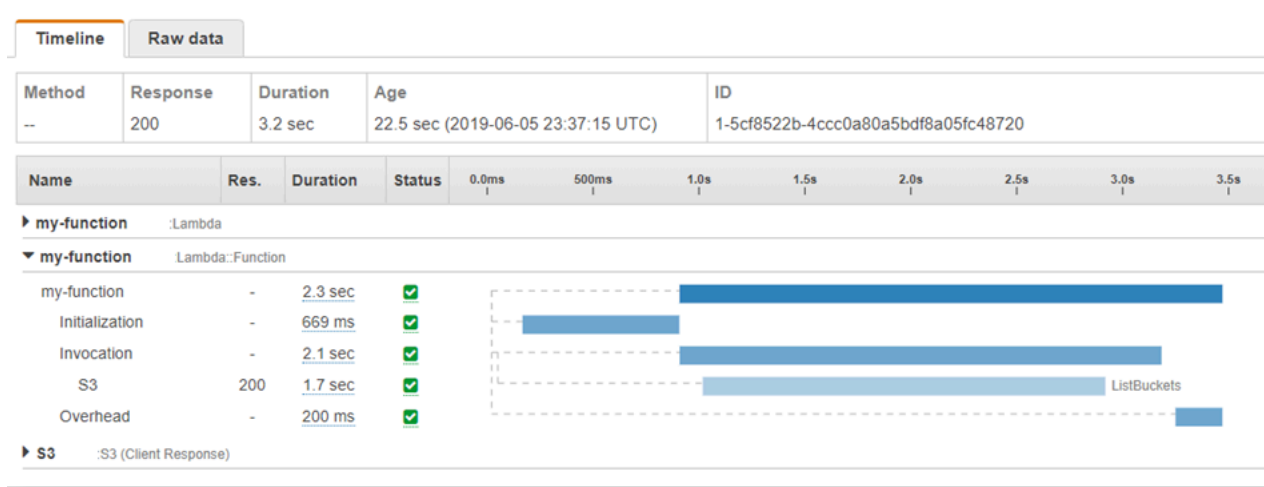 Timeline Raw data
Method Response Duration Age ID
-- 200 3.2 sec 22.5 sec (2019-06-05 23:37:15 UTC) 1-5cf8522b-4ccc0a80a5bdf8a05fc48720
Name Res. Duration Status 0.0ms 500ms 1.0s 1.5s 2.0s 2.5s 3.0s 3.5s
my-function :Lambda
my-function :Lambda::Function
my-function - 2.3 sec
Initialization - 669 ms
Invocation - 2.1 sec
S3 200 1.7 sec ListBuckets
Overhead - 200 ms
S3 :S3 (Client Response)